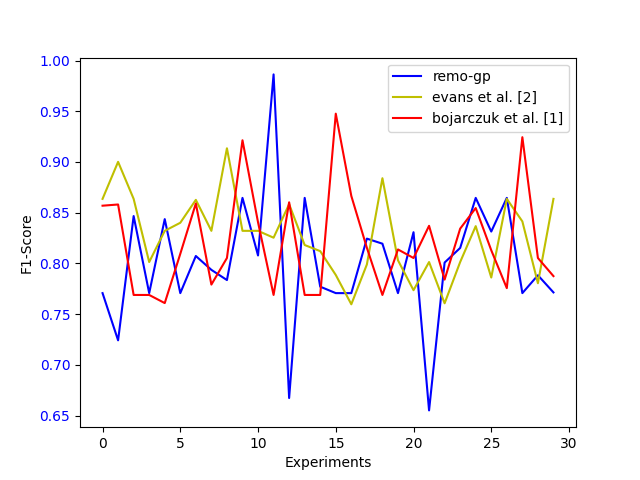 remo-gp
evans et al. [2]
bojarczuk et al. [1]
1.00
0.95
0.90
0.85
0.80
0.75
0.70
0.65
F1-Score
0 5 10 15 20 25 30
Experiments